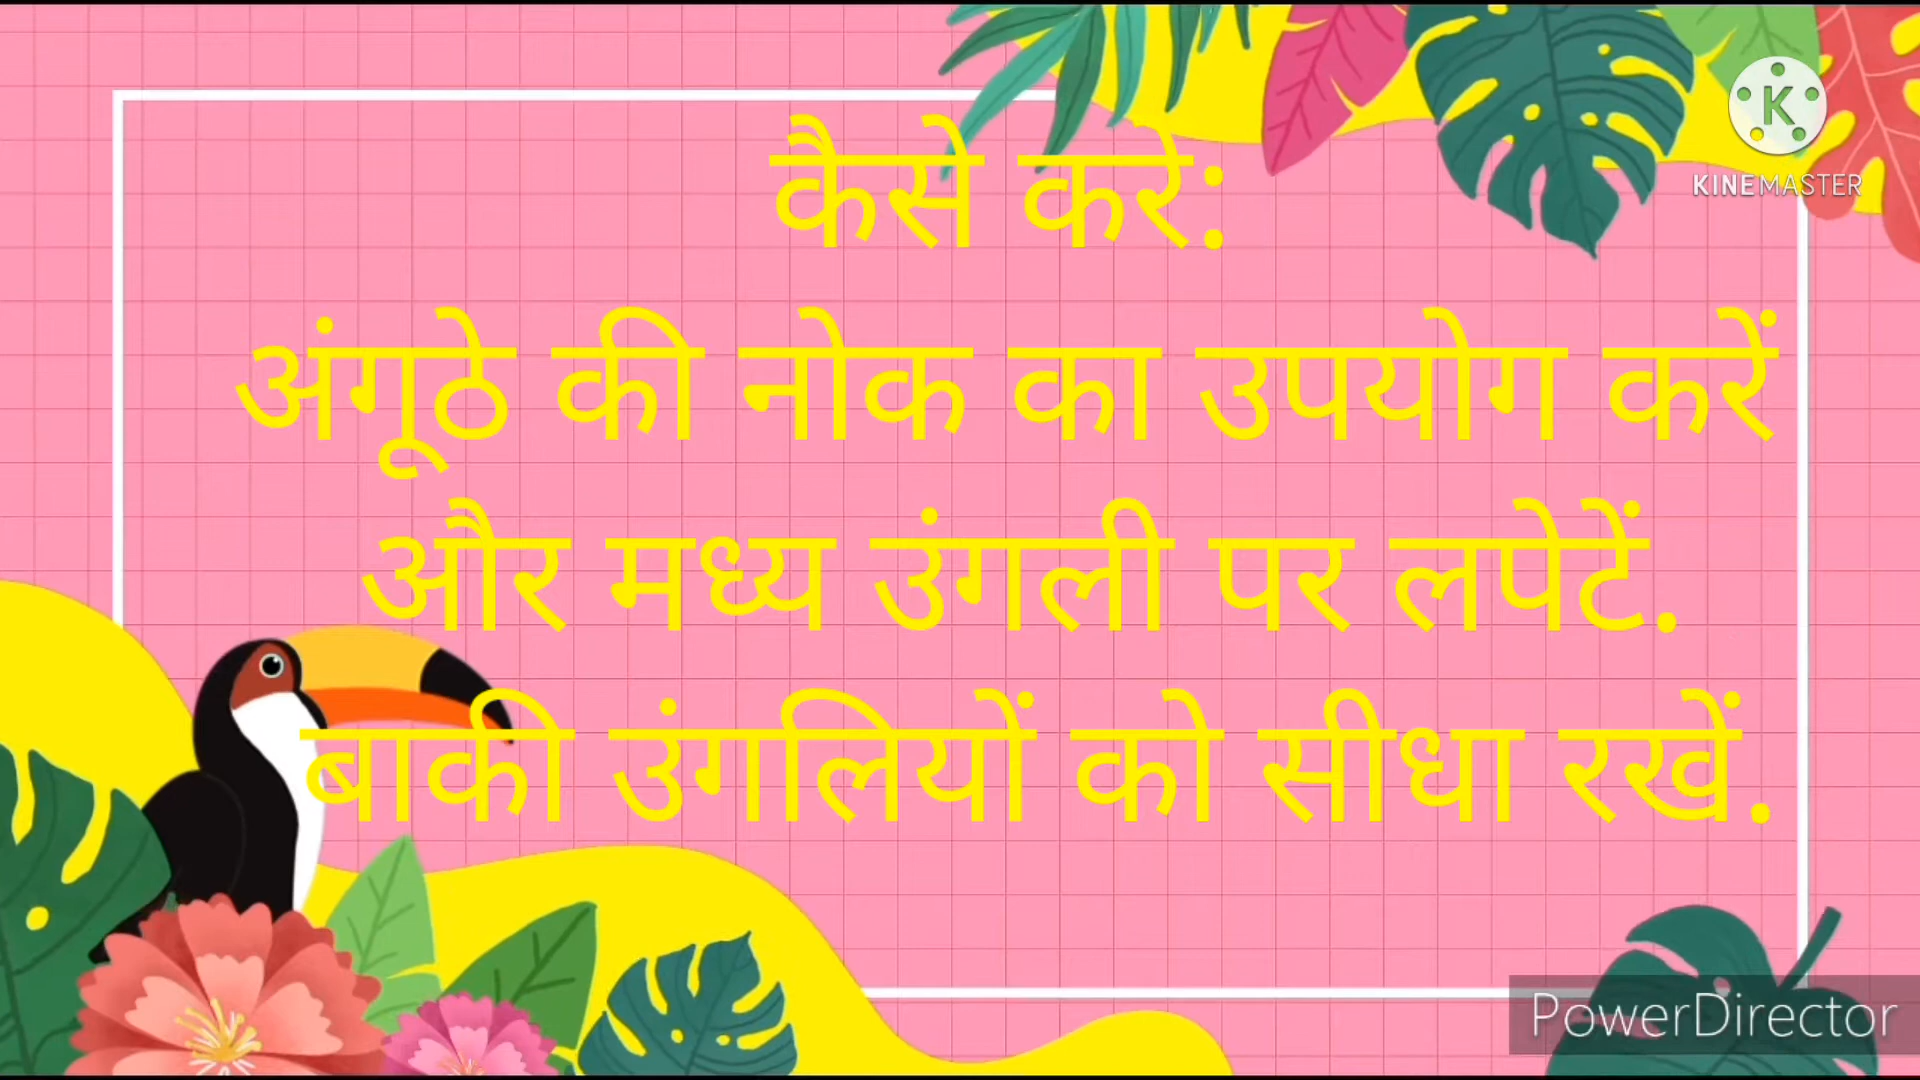 कैसे करे:
KINEMASTER
अंगूठे की नोक का उपयोग करें
और मध्य उंगली पर लपेटें.
बाकी उंगलियों को सीधा रखें.
PowerDirector